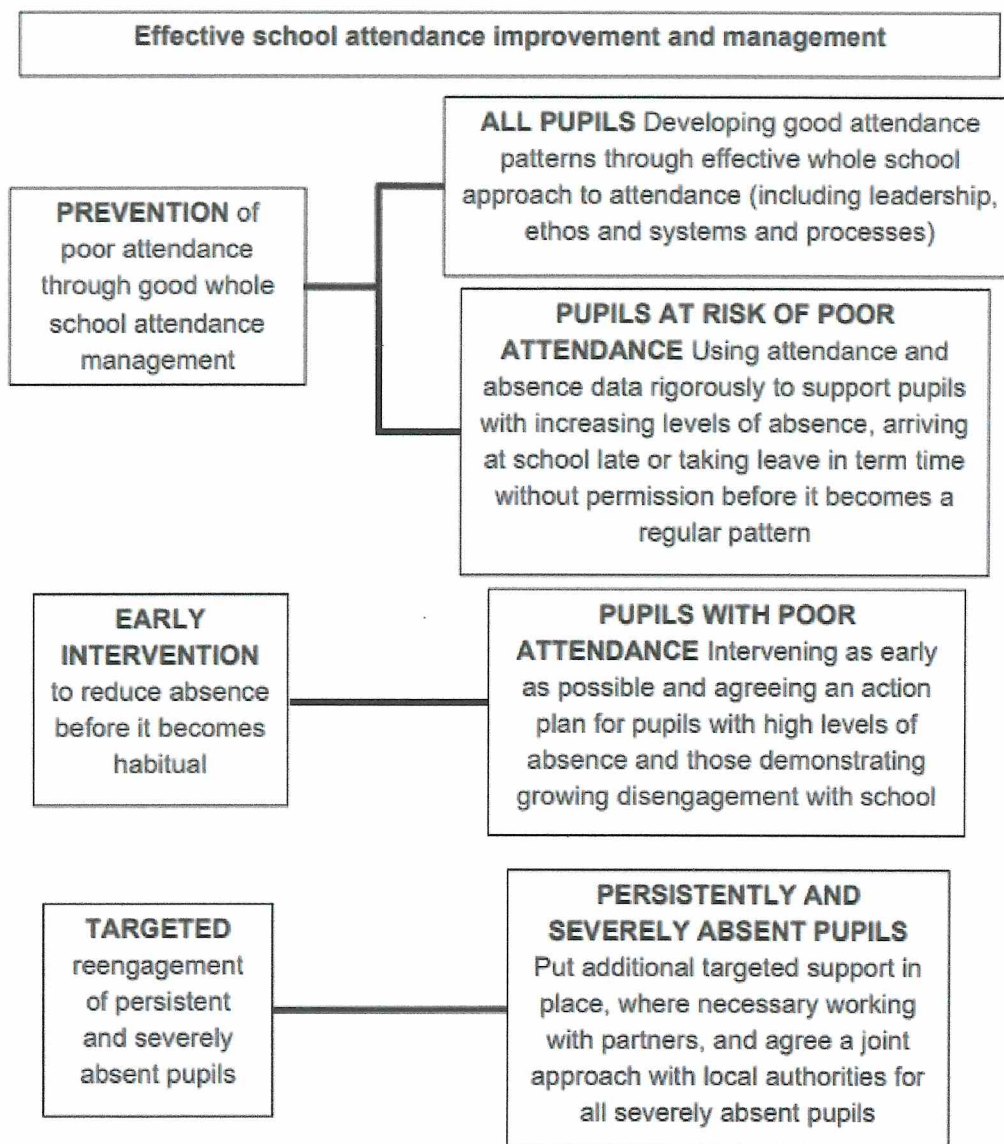 Effective school attendance improvement and management
ALL PUPILS Developing good attendance
patterns through effective whole school
approach to attendance (including leadership,
ethos and systems and processes)
PREVENTION of
poor attendance
through good whole
school attendance
management
PUPILS AT RISK OF POOR
ATTENDANCE Using attendance and
absence data rigorously to support pupils
with increasing levels of absence, arriving
at school late or taking leave in term time
without permission before it becomes a
regular pattern
EARLY
INTERVENTION
to reduce absence
before it becomes
habitual
PUPILS WITH POOR
ATTENDANCE Intervening as early
as possible and agreeing an action
plan for pupils with high levels of
absence and those demonstrating
growing disengagement with school
TARGETED
reengagement
of persistent
and severely
absent pupils
PERSISTENTLY AND
SEVERELY ABSENT PUPILS
Put additional targeted support in
place, where necessary working
with partners, and agree a joint
approach with local authorities for
all severely absent pupils